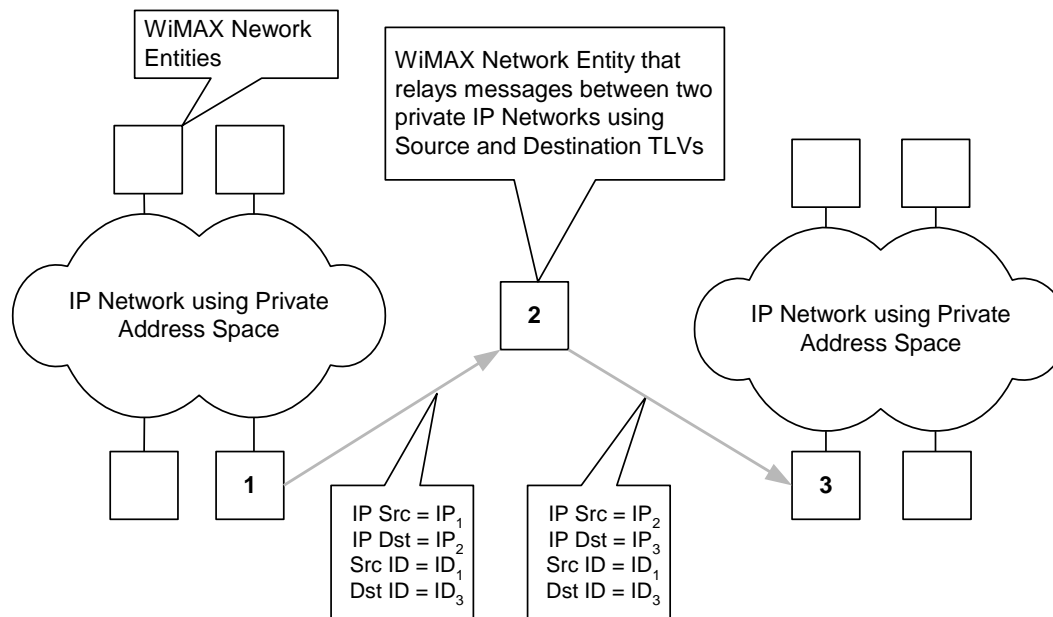 WiMAX Nework
Entities
WiMAX Network Entity that
relays messages between two
private IP Networks using
Source and Destination TLVs
IP Network using Private
Address Space
2
IP Network using Private
Address Space
1
3
IP Src = IP1
IP Dst = IP2
Src ID = ID1
Dst ID = ID3
IP Src = IP2
IP Dst = IP3
Src ID = ID1
Dst ID = ID3